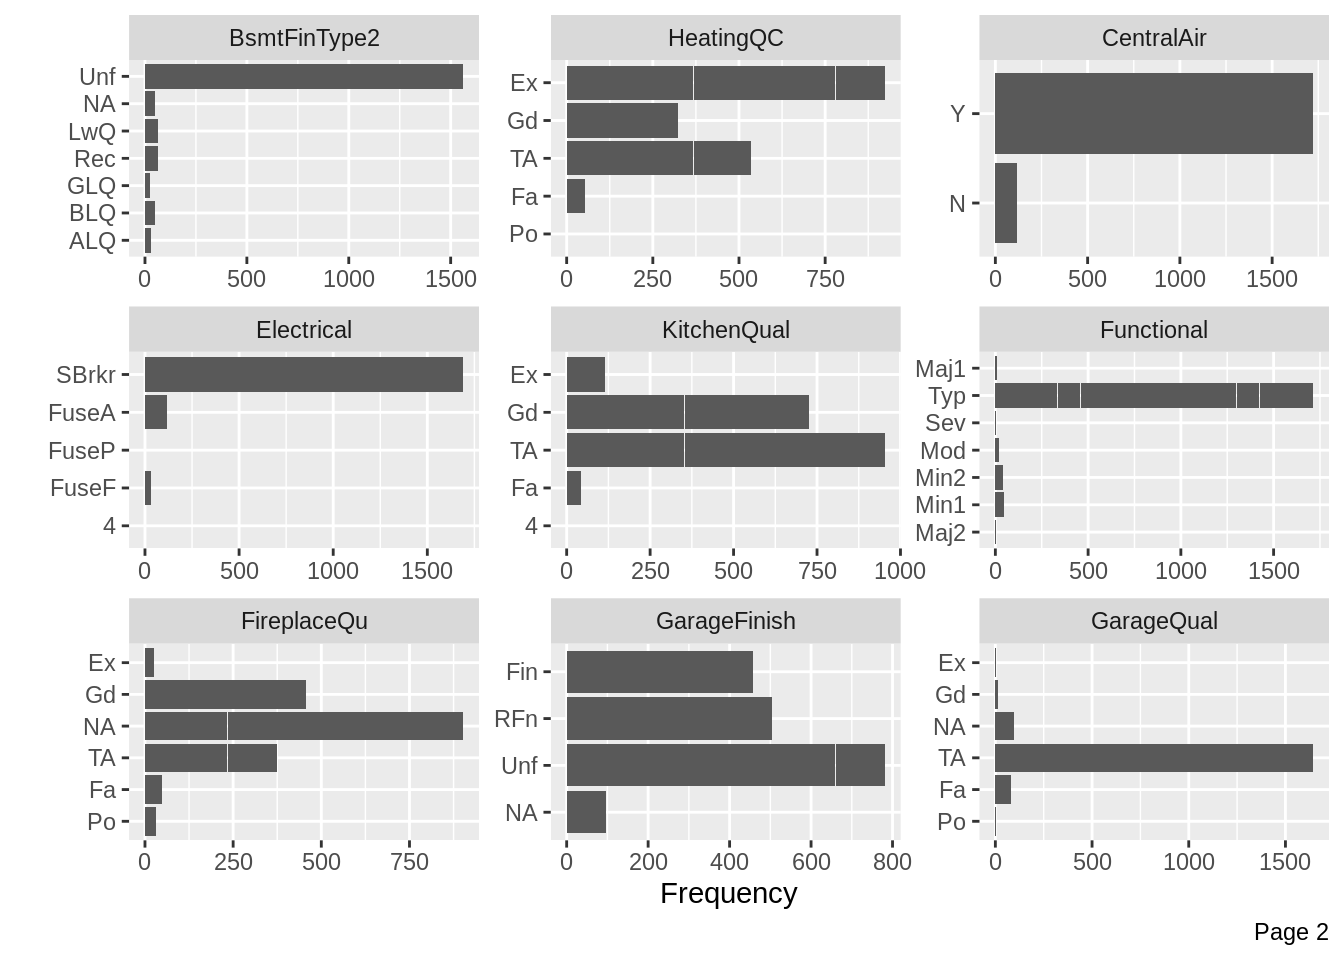 BsmtFinType2
Unf
NA
LwQ
Rec
GLQ
BLQ
ALQ
0 500 1000 1500
HeatingQC
Ex
Gd
TA
Fa
Po
0 250 500 750
CentralAir
Y
N
0 500 1000 1500
Electrical
SBrkr
FuseA
FuseP
FuseF
4
0 500 1000 1500
KitchenQual
Ex
Gd
TA
Fa
4
0 250 500 750 1000
Functional
Maj1
Typ
Sev
Mod
Min2
Min1
Maj2
0 500 1000 1500
FireplaceQu
Ex
Gd
NA
TA
Fa
Po
0 250 500 750
GarageFinish
Fin
RFn
Unf
NA
0 200 400 600 800
GarageQual
Ex
Gd
NA
TA
Fa
Po
0 500 1000 1500
Frequency
Page 2